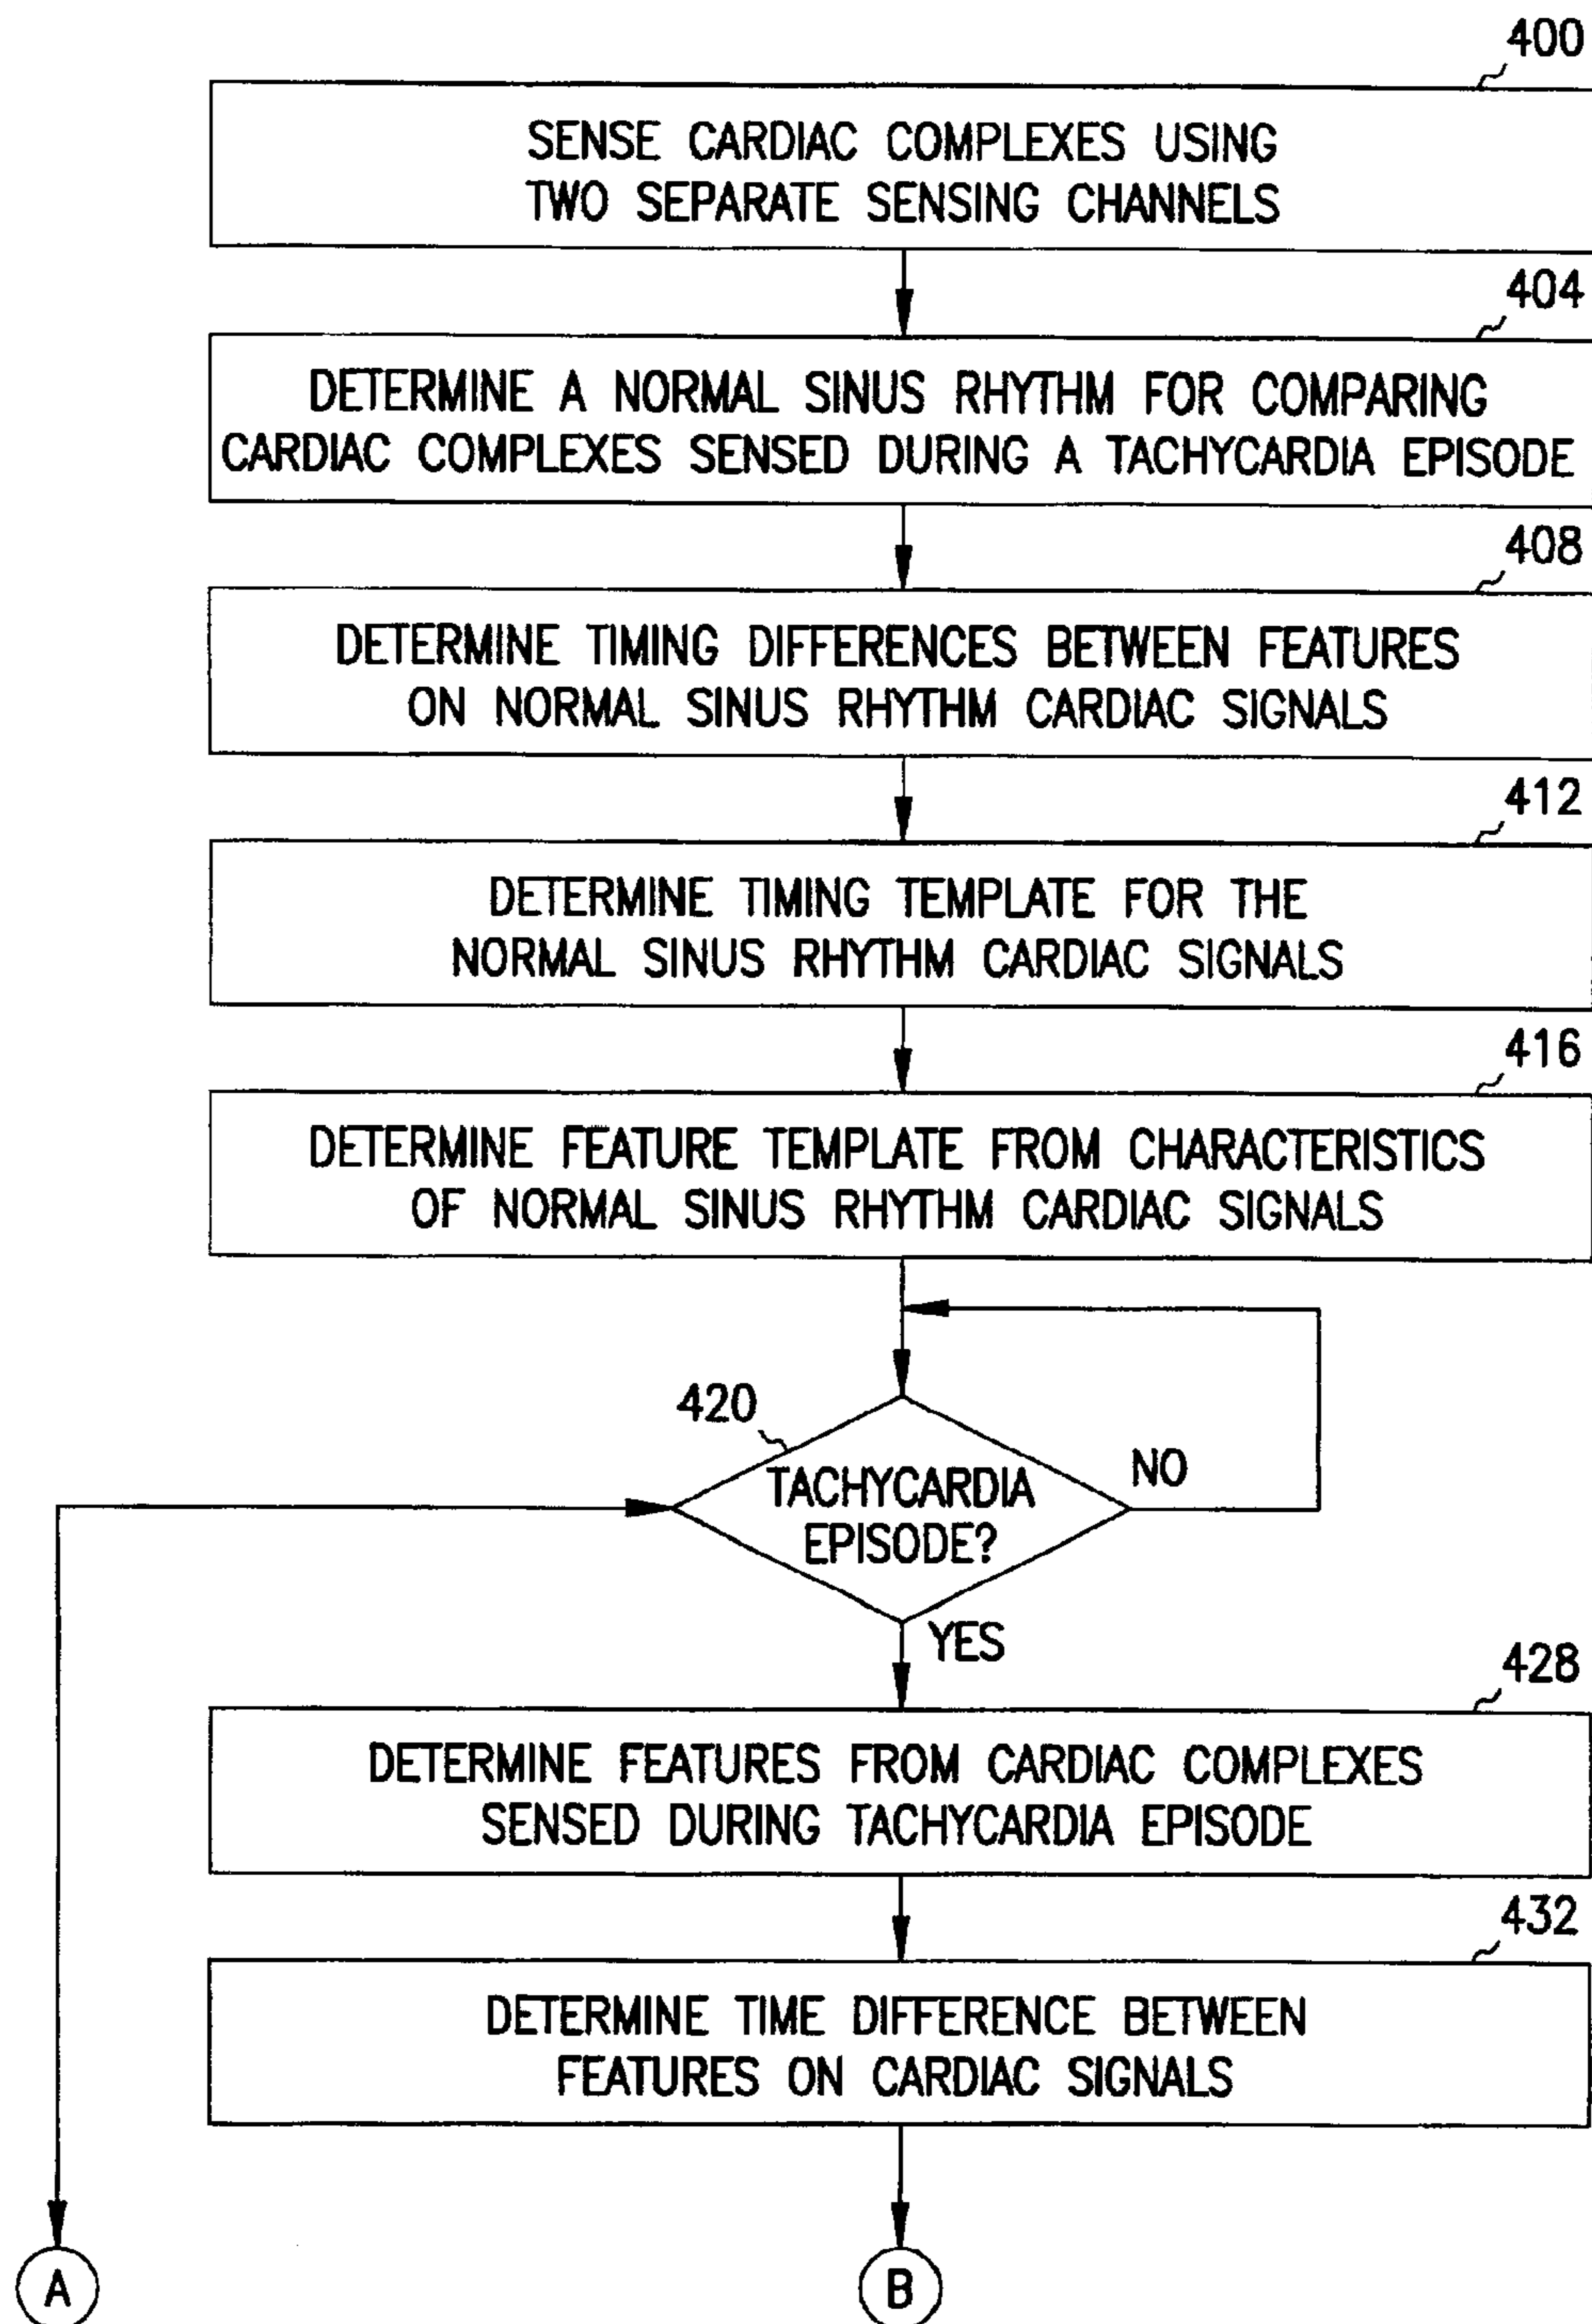 400
SENSE CARDIAC COMPLEXES USING
TWO SEPARATE SENSING CHANNELS
404
DETERMINE A NORMAL SINUS RHYTHM FOR COMPARING
CARDIAC COMPLEXES SENSED DURING A TACHYCARDIA EPISODE
408
DETERMINE TIMING DIFFERENCES BETWEEN FEATURES
ON NORMAL SINUS RHYTHM CARDIAC SIGNALS
412
DETERMINE TIMING TEMPLATE FOR THE
NORMAL SINUS RHYTHM CARDIAC SIGNALS
416
DETERMINE FEATURE TEMPLATE FROM CHARACTERISTICS
OF NORMAL SINUS RHYTHM CARDIAC SIGNALS
420
TACHYCARDIA
EPISODE?
NO
YES
428
DETERMINE FEATURES FROM CARDIAC COMPLEXES
SENSED DURING TACHYCARDIA EPISODE
432
DETERMINE TIME DIFFERENCE BETWEEN
FEATURES ON CARDIAC SIGNALS
A
B